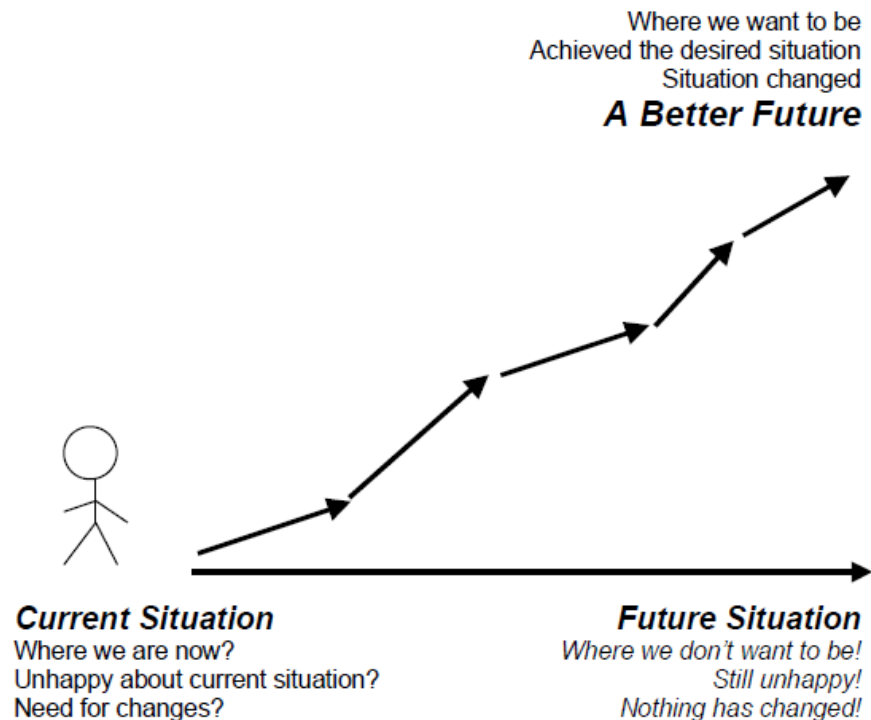 Where we want to be
Achieved the desired situation
Situation changed
A Better Future
Current Situation
Where we are now?
Unhappy about current situation?
Need for changes?
Future Situation
Where we don't want to be!
Still unhappy!
Nothing has changed!